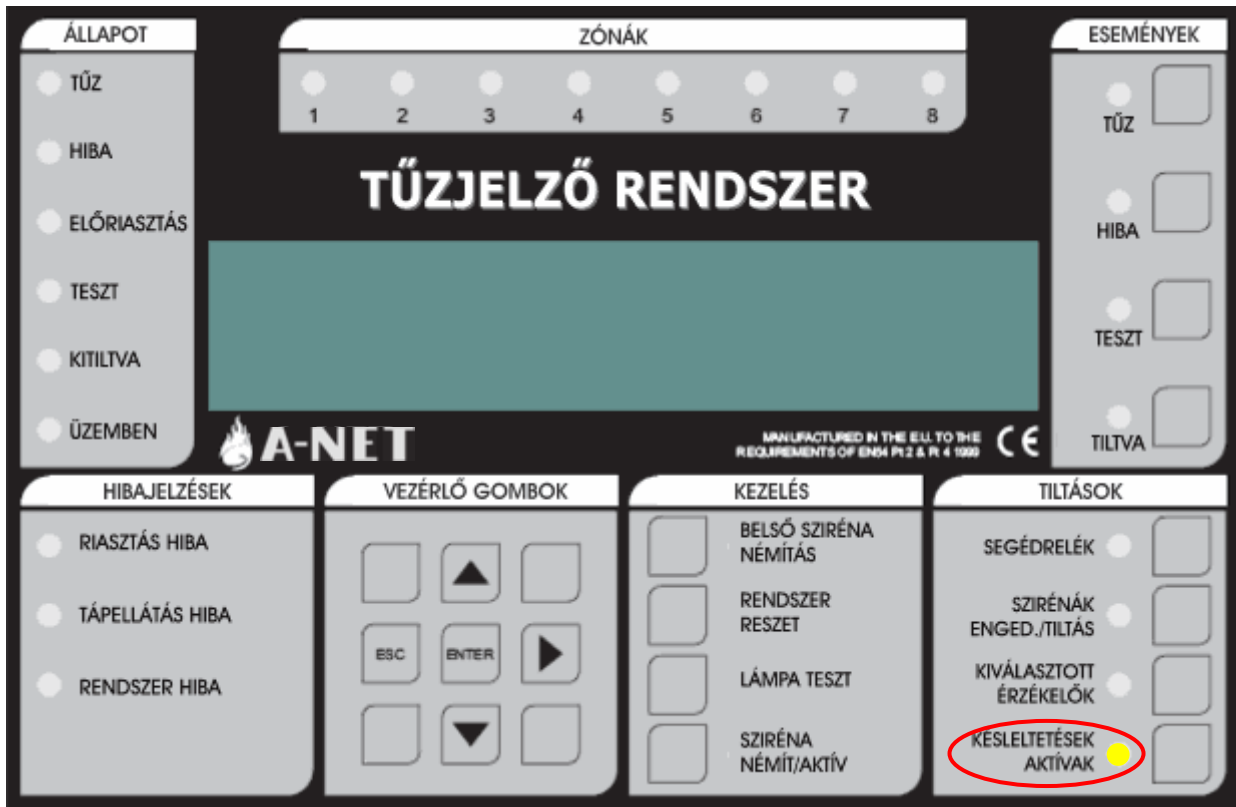 ÁLLAPOT
TŰZ
HIBA
ELŐRIASZTÁS
TESZT
KITILTVA
ÜZEMBEN
ZÓNÁK
1 2 3 4 5 6 7 8
TŰZJELZŐ RENDSZER
A-NET
MANUFACTURED IN THE E.U. TO THE
REQUIREMENTS OF EN54 Pt 2 & Pt 4 1999
CE
ESEMÉNYEK
TŰZ
HIBA
TESZT
TILTVA
HIBAJELZÉSEK
RIASZTÁS HIBA
TÁPELLÁTÁS HIBA
RENDSZER HIBA
VEZÉRLŐ GOMBOK
ESC ENTER
KEZELÉS
BELSŐ SZIRÉNA
NÉMÍTÁS
RENDSZER
RESZET
LÁMPA TESZT
SZIRÉNA
NÉMÍT/AKTÍV
TILTÁSOK
SEGÉDRELÉK
SZIRÉNÁK
ENGED./TILTÁS
KIVÁLASZTOTT
ÉRZÉKELŐK
KÉSLELTETÉSEK
AKTÍVAK